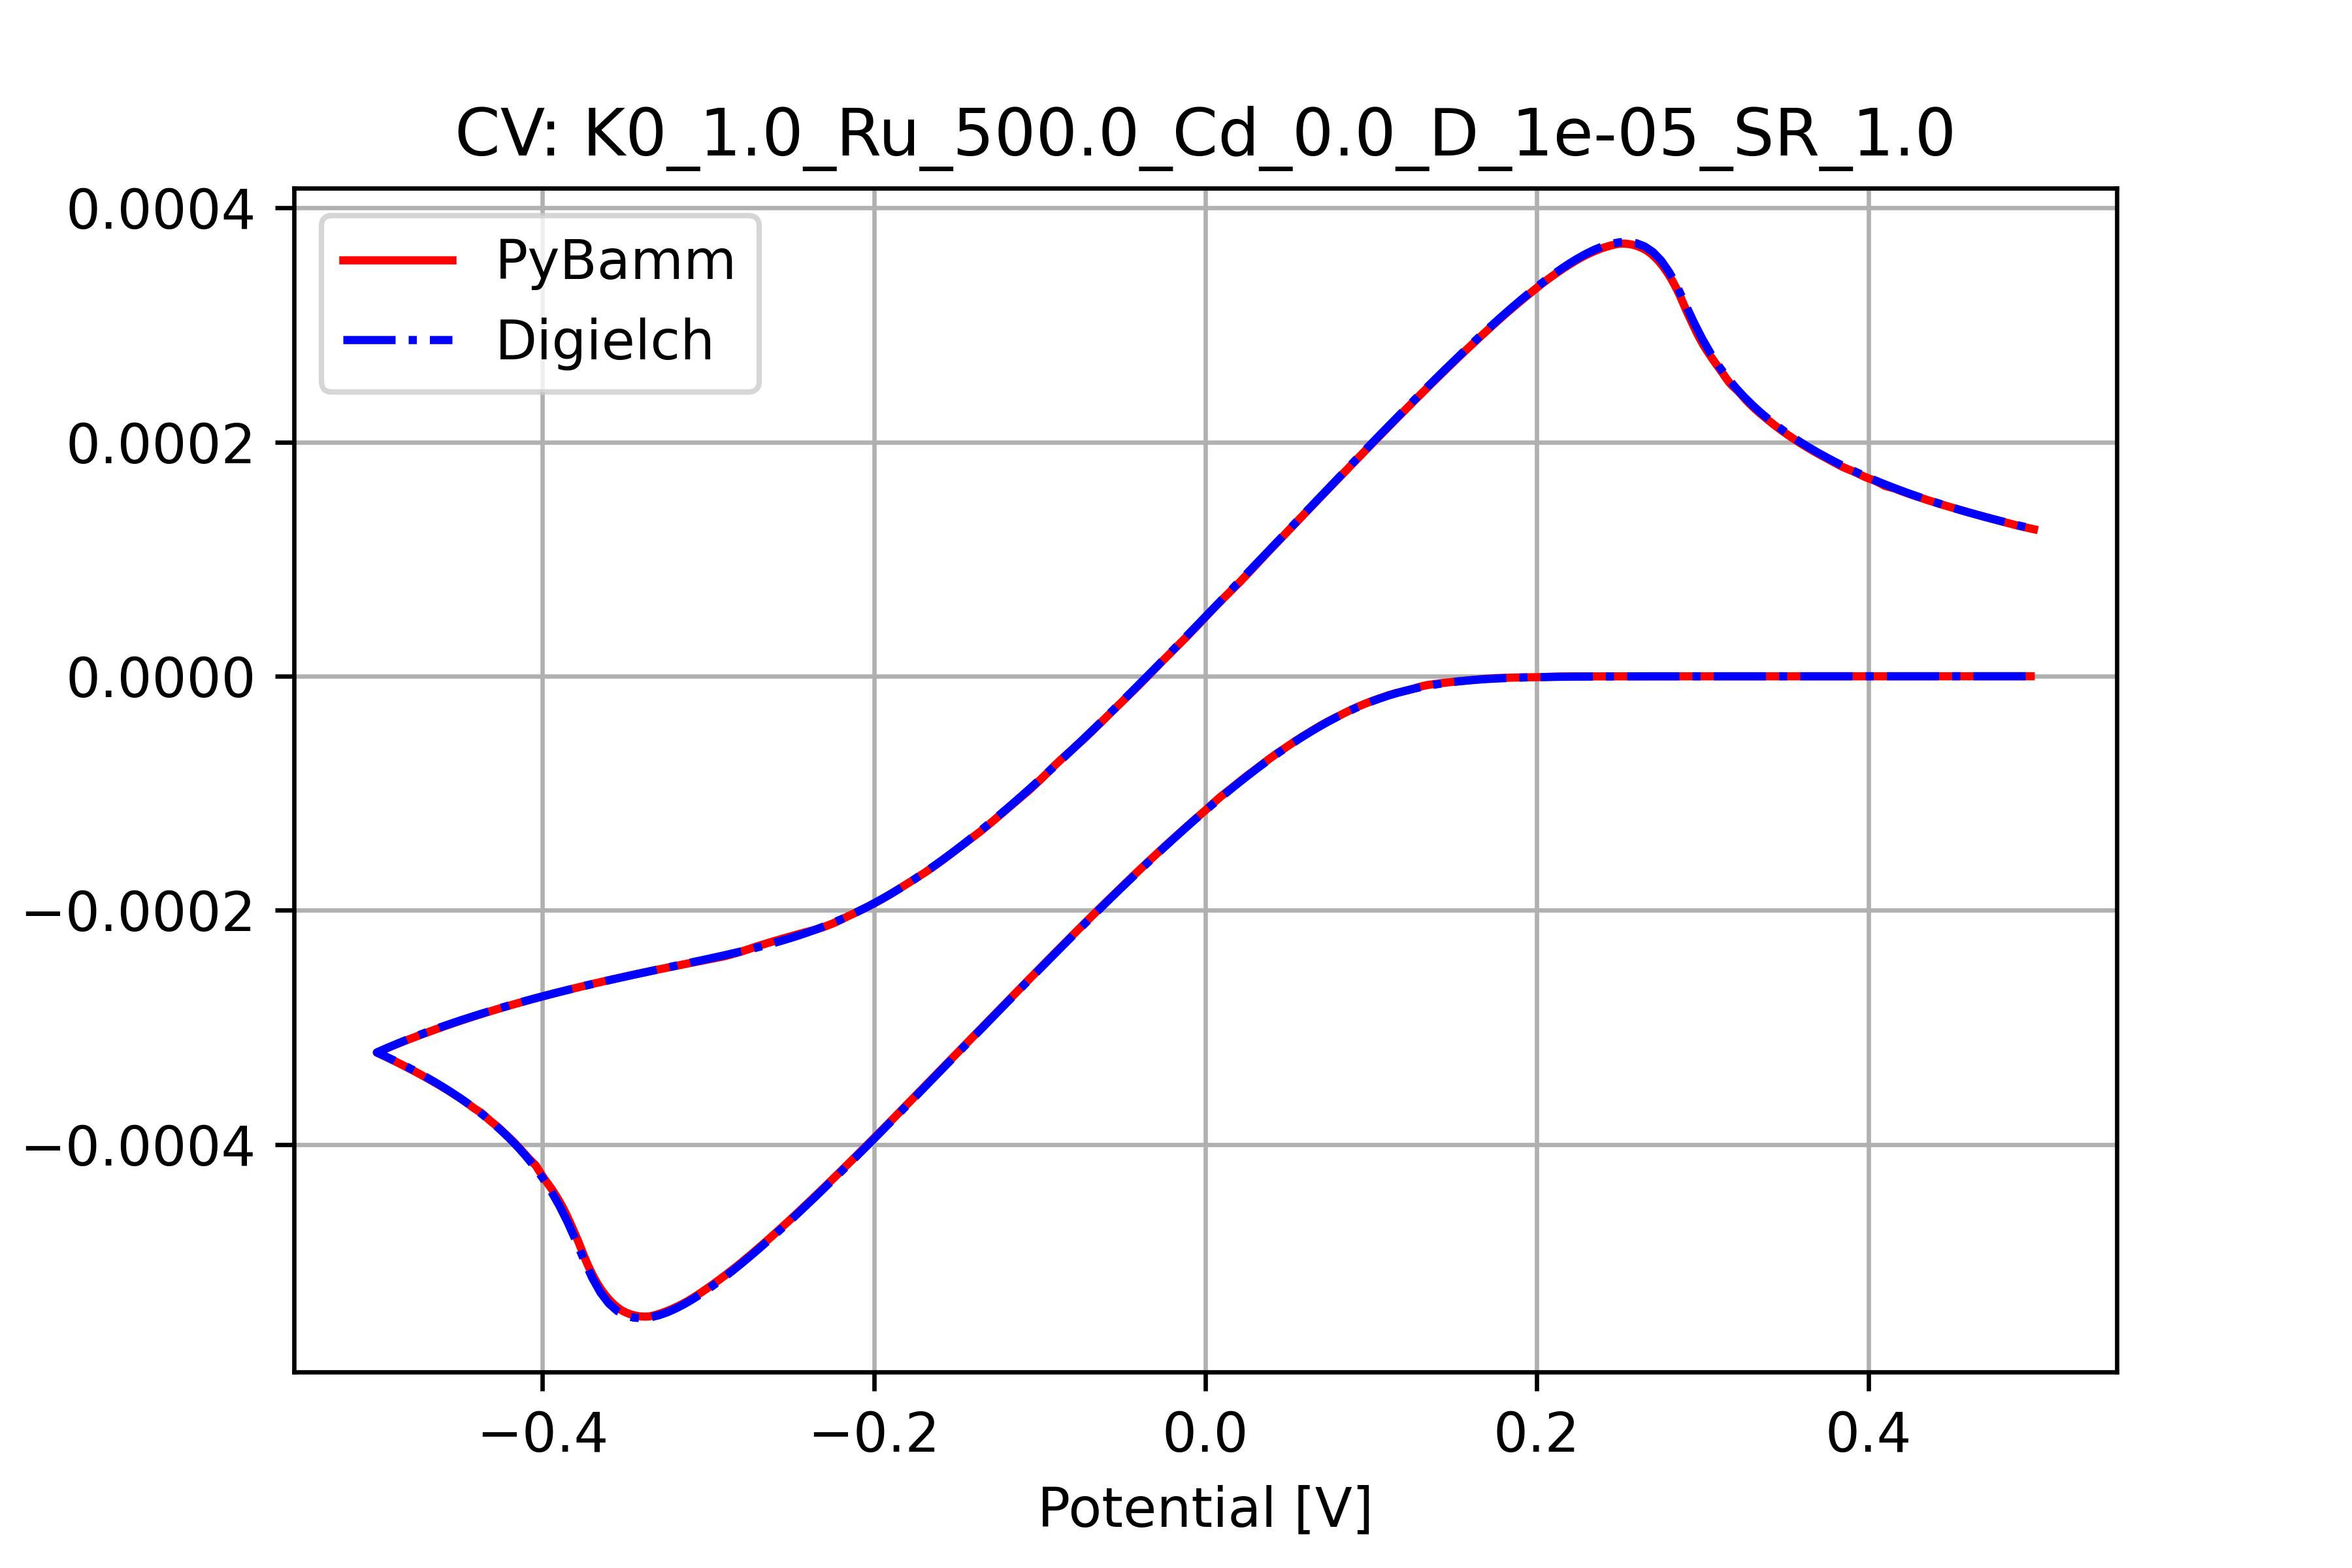 CV: K0_1.0_Ru_500.0_Cd_0.0_D_1e-05_SR_1.0
PyBamm
Digielch
0.0004
0.0002
0.0000
−0.0002
−0.0004
−0.4
−0.2
0.0
0.2
0.4
Potential [V]